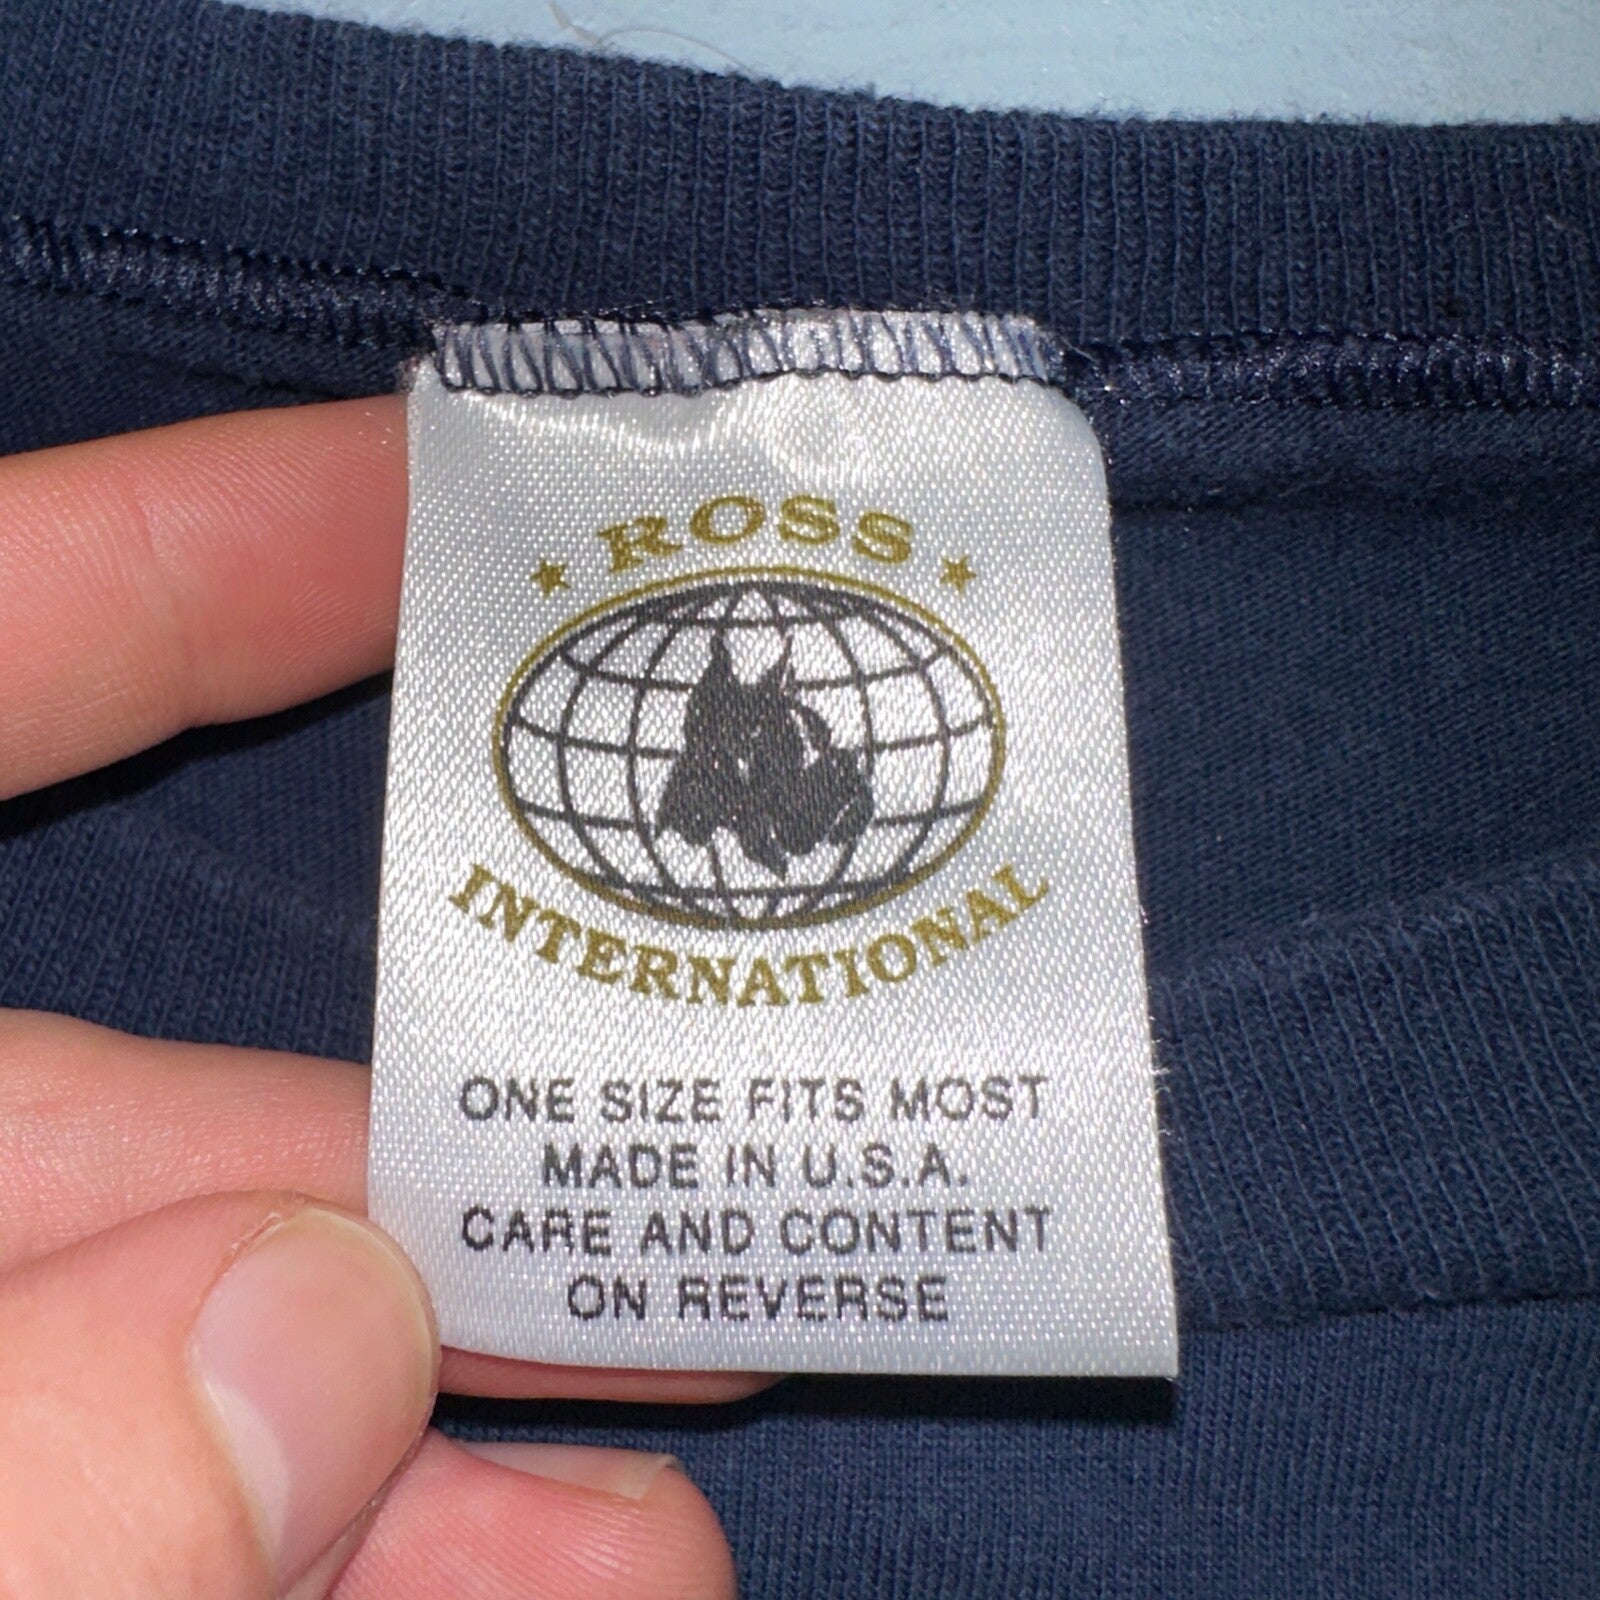 ROSS
INTERNATIONAL
ONE SIZE FITS MOST
MADE IN U.S.A.
CARE AND CONTENT
ON REVERSE